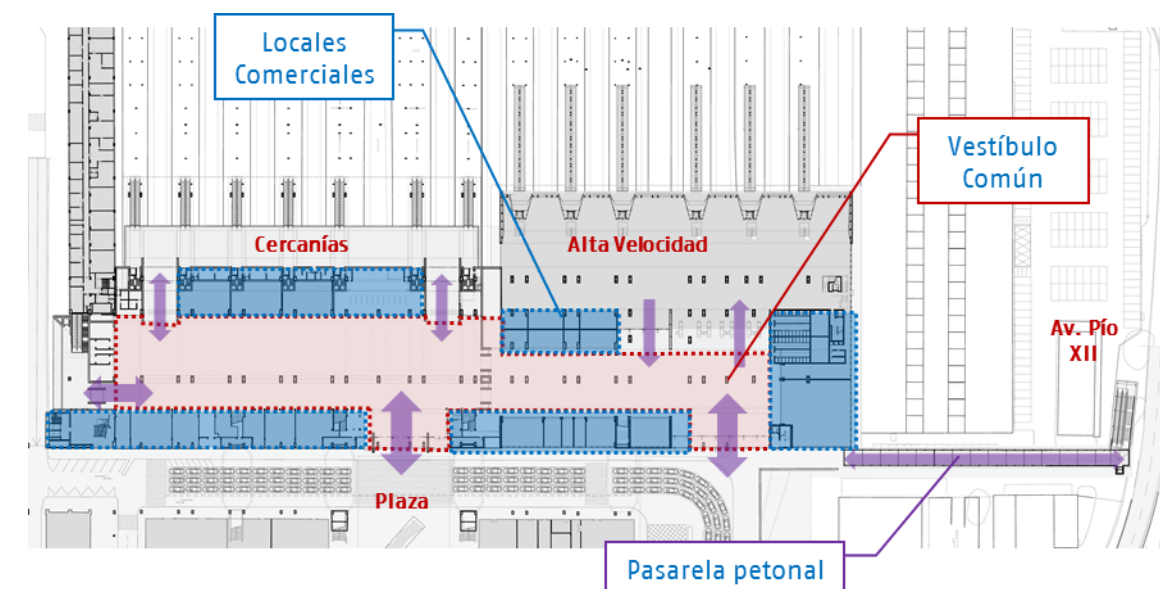 Locales
Comerciales
Vestíbulo
Común
Cercanías
Alta Velocidad
Av. Pío
XII
Plaza
Pasarela petonal